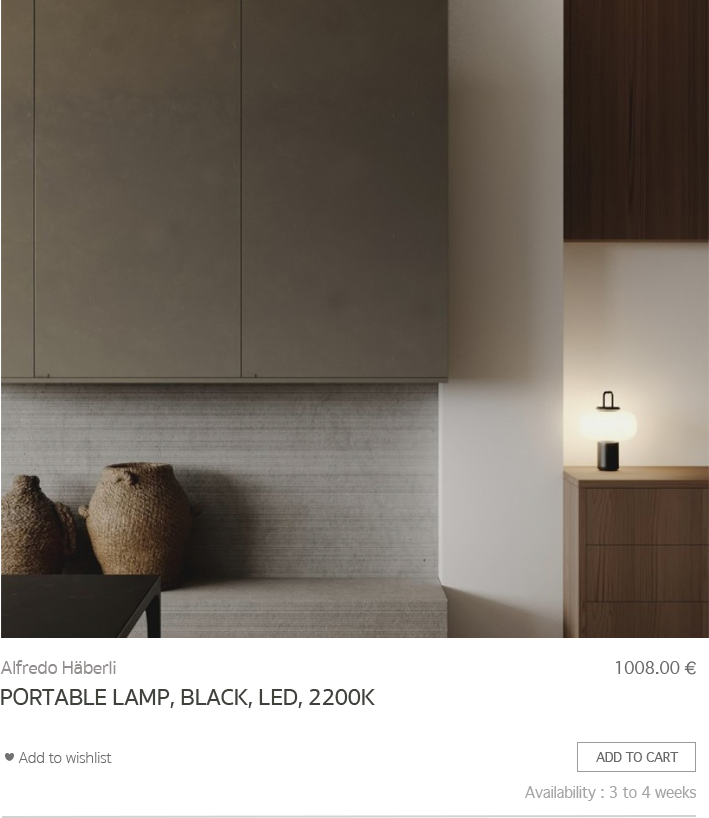 Alfredo Häberli
1008.00 €
PORTABLE LAMP, BLACK, LED, 2200K
Add to wishlist
ADD TO CART
Availability : 3 to 4 weeks